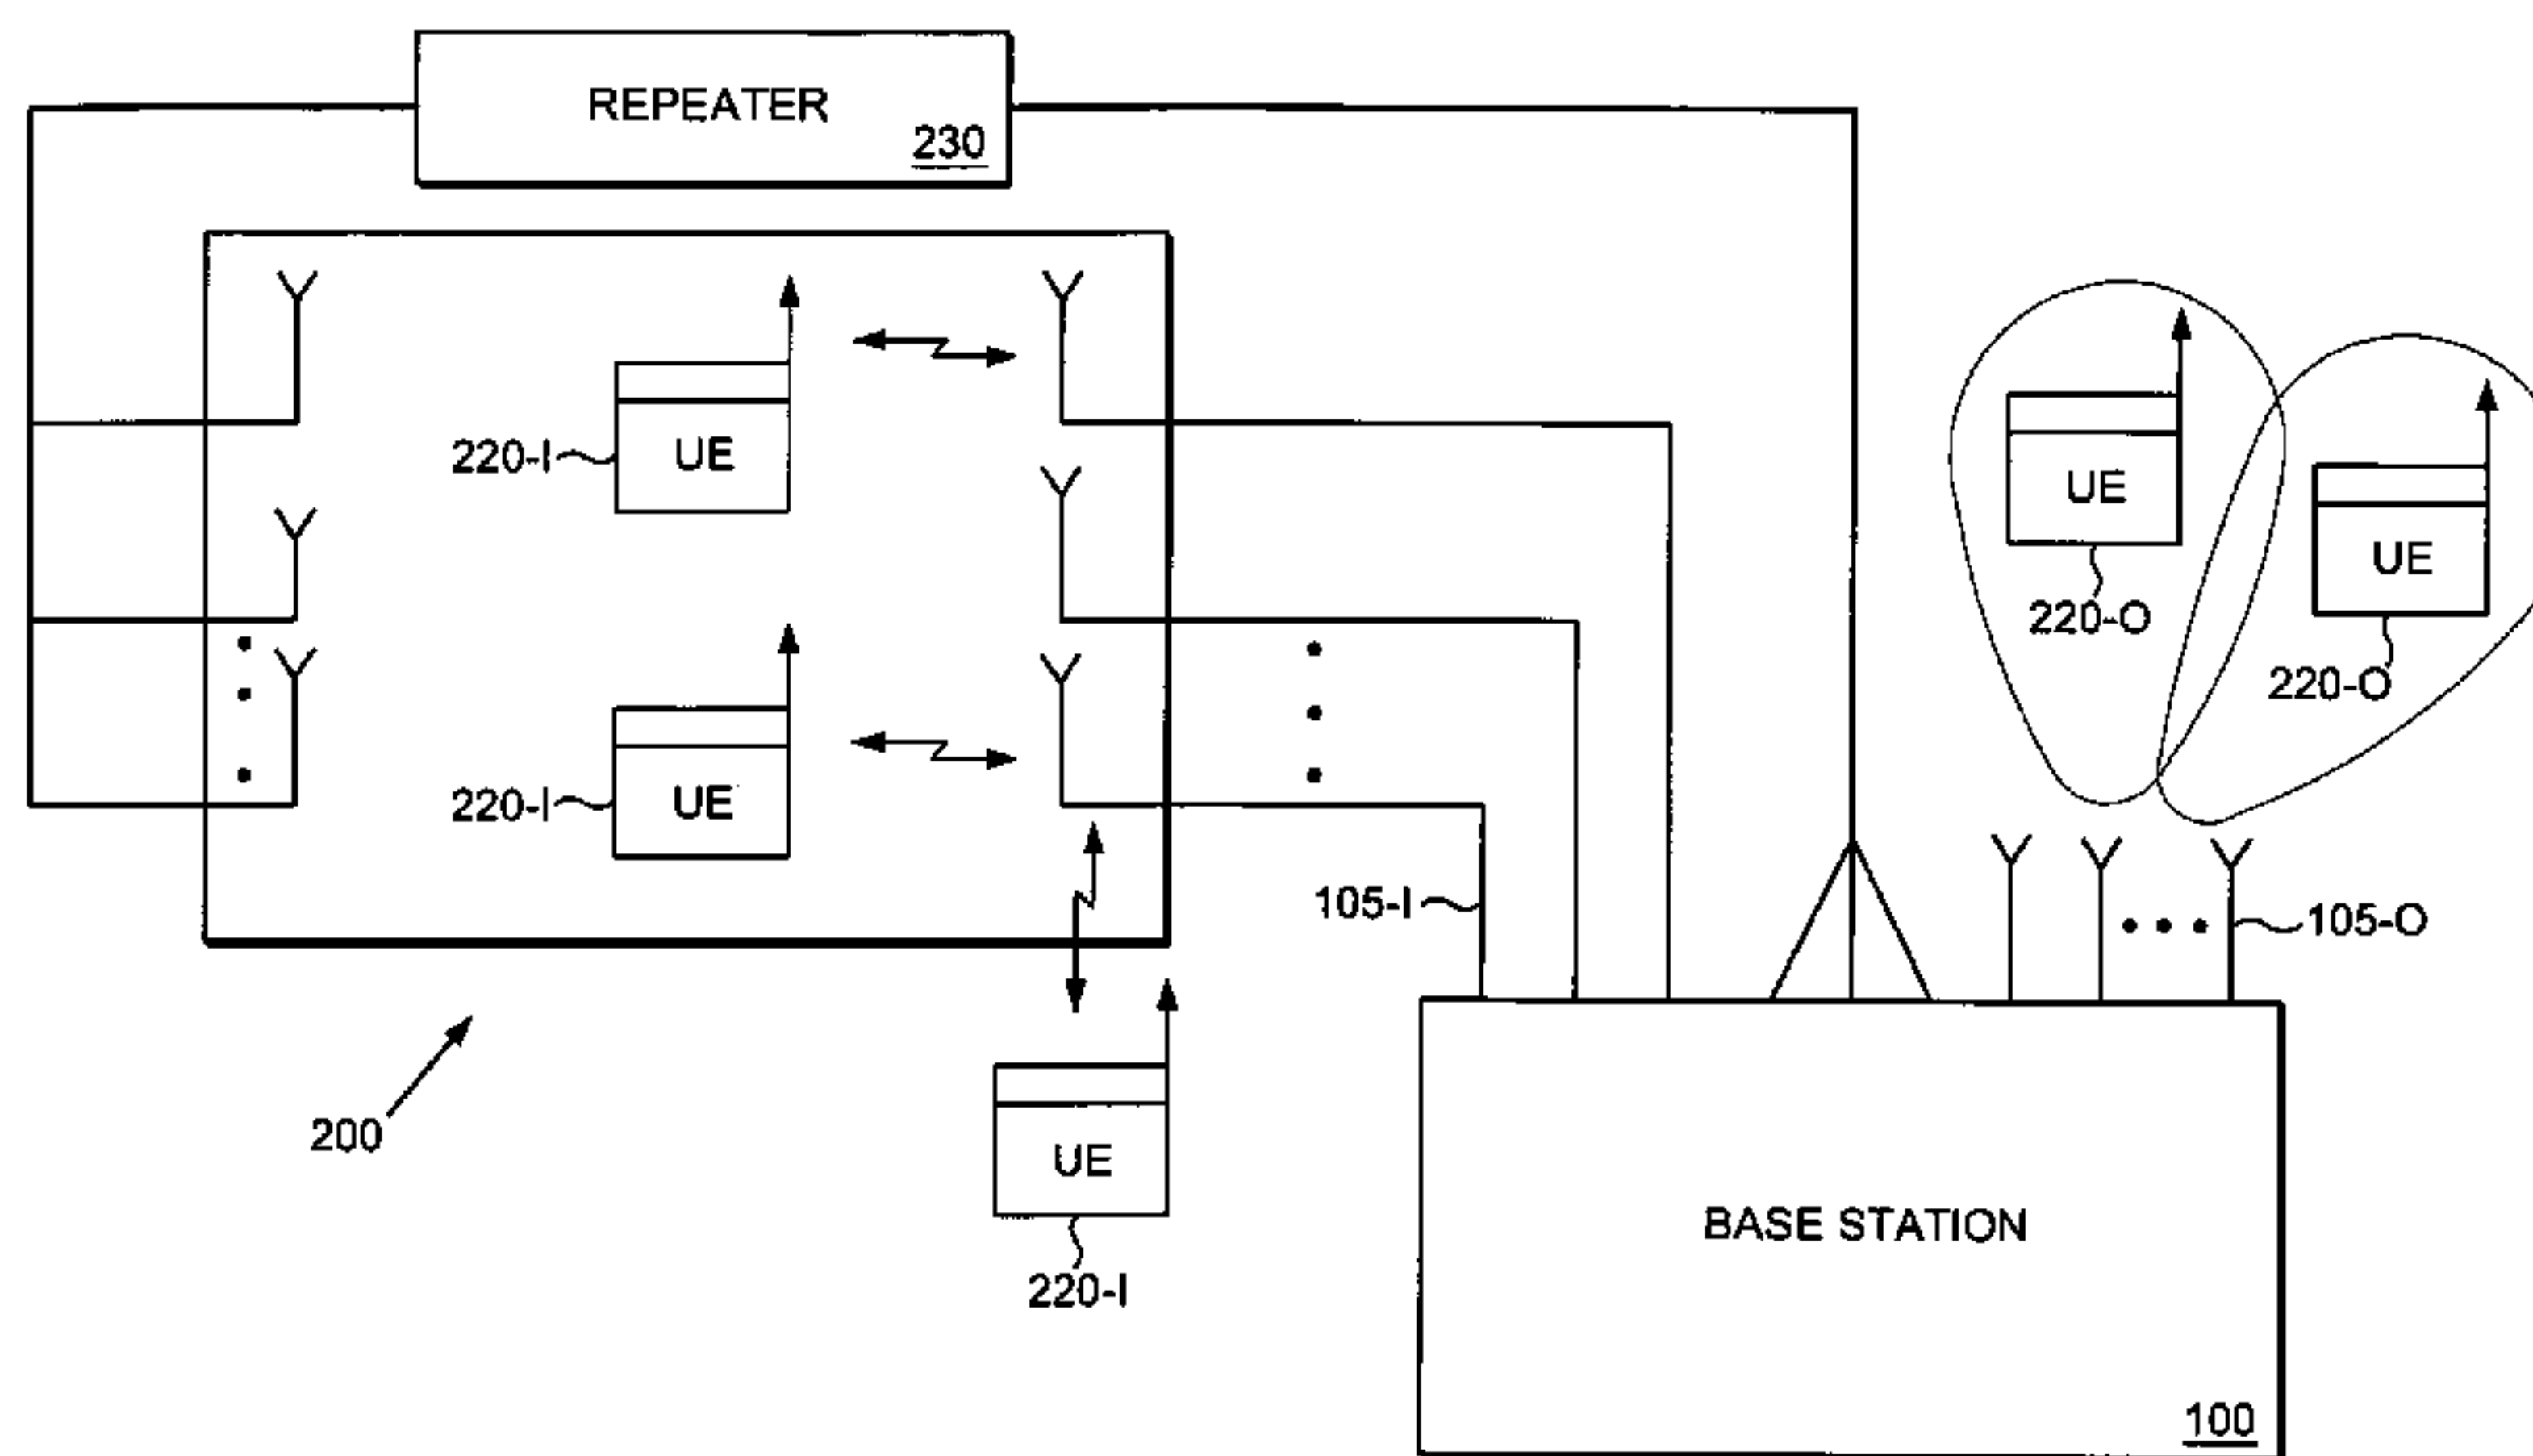 REPEATER
230
220-I
UE
UE
220-O
UE
220-O
220-I
UE
105-I
105-O
200
UE
220-I
BASE STATION
100